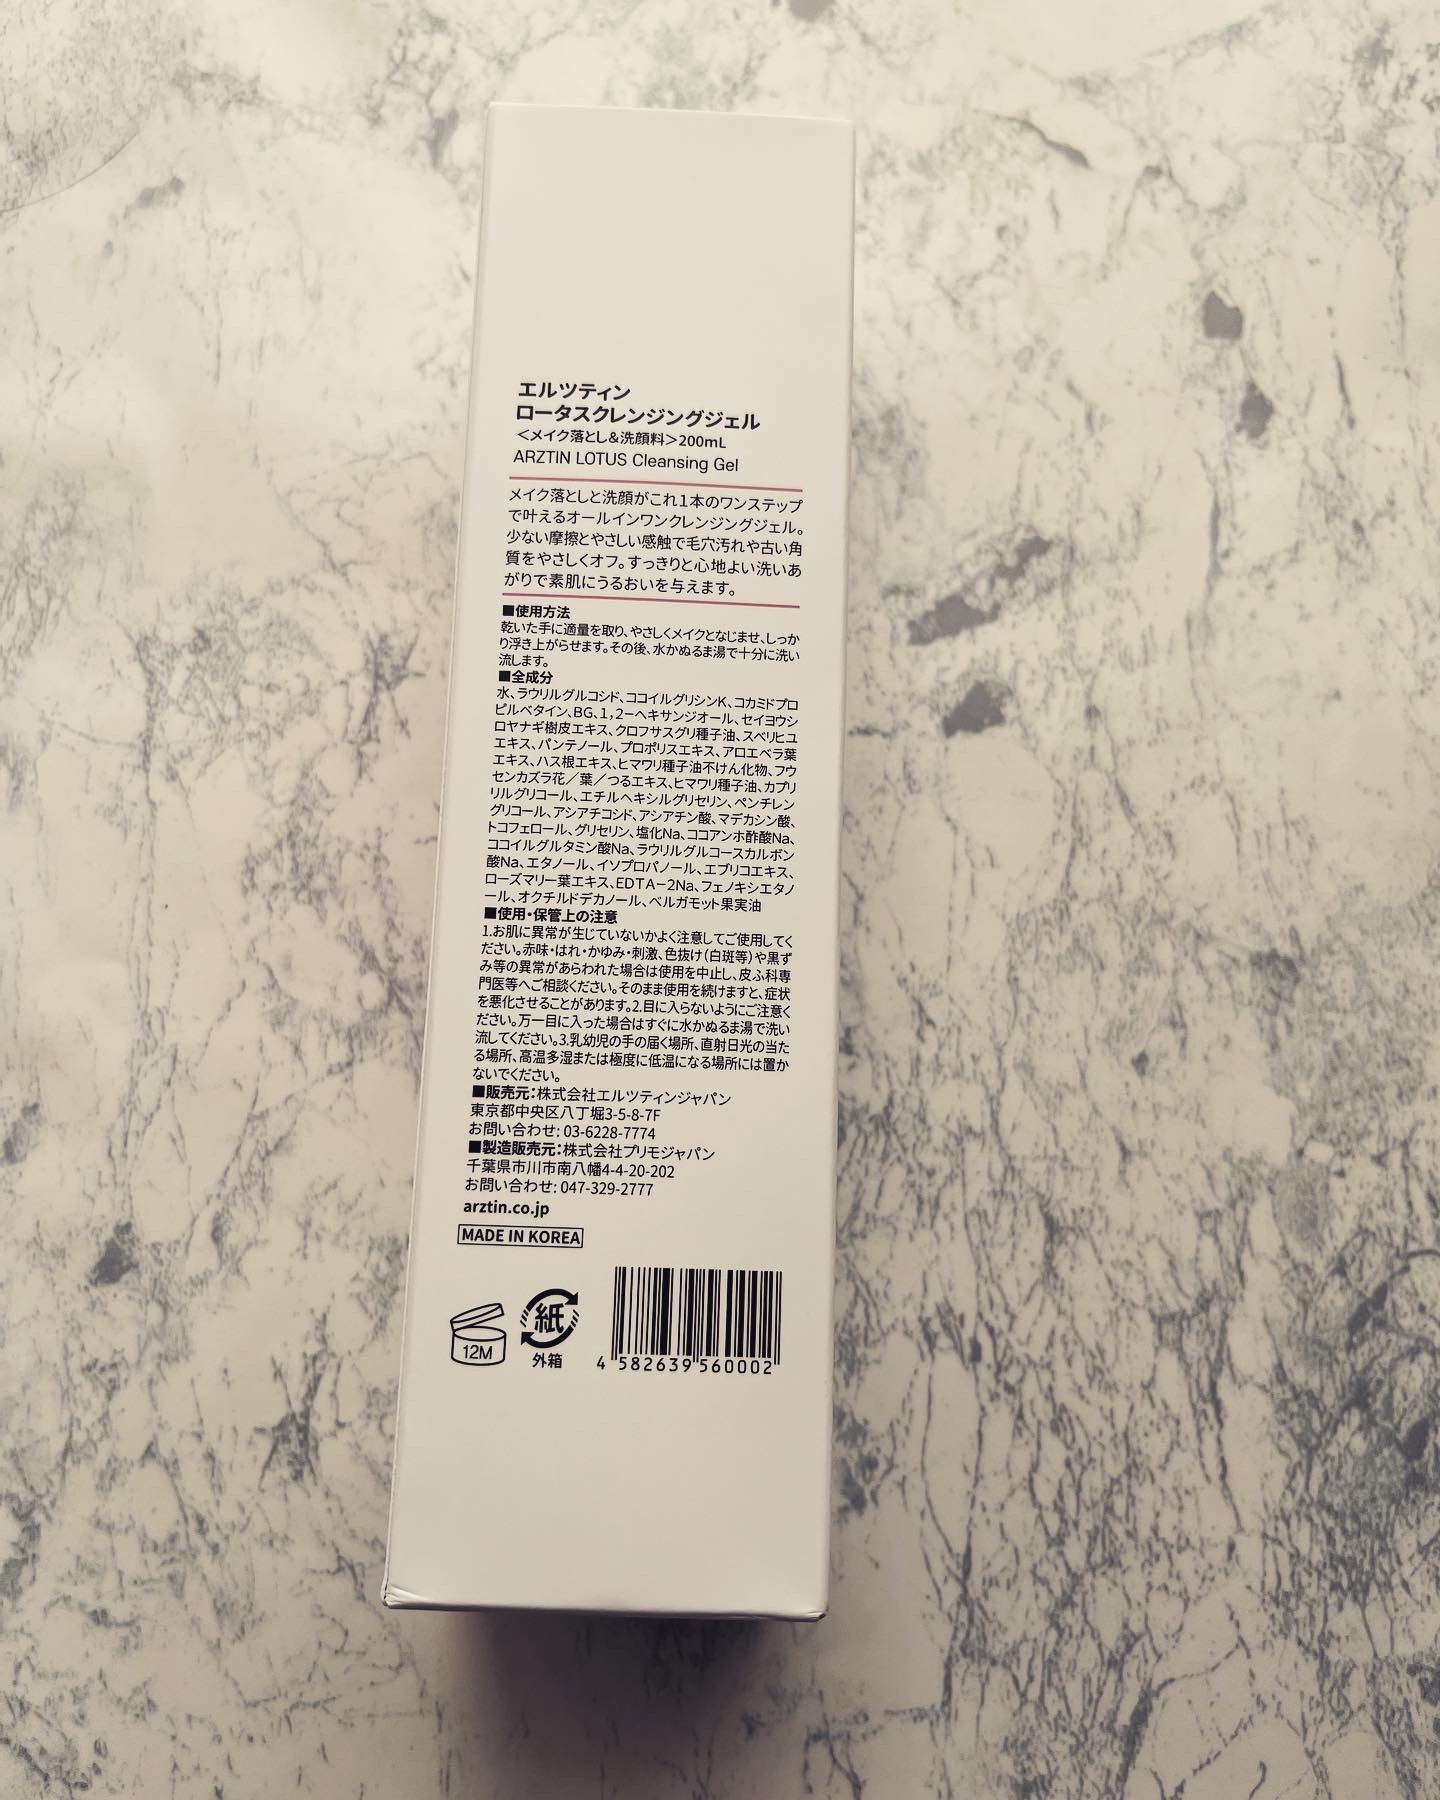 エルツティン
ロータスクレンジングジェル
＜メイク落とし&洗顔料＞200mL
ARZTIN LOTUS Cleansing Gel
メイク落としと洗顔がこれ1本のワンステップ
で叶えるオールインワンクレンジングジェル。
少ない摩擦とやさしい感触で毛穴汚れや古い角
質をやさしくオフ。すっきりと心地よい洗いあ
がりで素肌にうるおいを与えます。
■使用方法
乾いた手に適量を取り、やさしくメイクとなじませ、しっか
り浮き上がらせます。その後、水かぬるま湯で十分に洗い
流します。
■全成分
水、ラウリルグルコシド、ココイルグリシンK、コカミドプロ
ピルベタイン、BG、1,2−ヘキサンジオール、セイヨウシ
ロヤナギ樹皮エキス、クロフサスグリ種子油、スベリヒユ
エキス、パンテノール、プロポリスエキス、アロエベラ葉
エキス、ハス根エキス、ヒマワリ種子油不けん化物、フウ
センカズラ花／葉／つるエキス、ヒマワリ種子油、カプリ
リルグリコール、エチルヘキシルグリセリン、ペンチレン
グリコール、アシアチコシド、アシアチン酸、マデカシン酸、
トコフェロール、グリセリン、塩化Na、ココアンホ酢酸Na、
ココイルグルタミン酸Na、ラウリルグルコースカルボン
酸Na、エタノール、イソプロパノール、エブリコエキス、
ローズマリー葉エキス、EDTA−2Na、フェノキシエタノ
ール、オクチルドデカノール、ベルガモット果実油
■使用・保管上の注意
1.お肌に異常が生じていないかよく注意してご使用してく
ださい。赤味・はれ・かゆみ・刺激、色抜け(白斑等)や黒ず
み等の異常があらわれた場合は使用を中止し、皮ふ科専
門医等へご相談ください。そのまま使用を続けますと、症状
を悪化させることがあります。2.目に入らないようにご注意く
ださい。万一目に入った場合はすぐに水かぬるま湯で洗い
流してください。3.乳幼児の手の届く場所、直射日光の当た
る場所、高温多湿または極度に低温になる場所には置か
ないでください。
■販売元：株式会社エルツティンジャパン
東京都中央区八丁堀3-5-8-7F
お問い合わせ: 03-6228-7774
■製造販売元：株式会社プリモジャパン
千葉県市川市南八幡4-4-20-202
お問い合わせ: 047-329-2777
arztin.co.jp
MADE IN KOREA
12M
紙
外箱
4 582639 560002